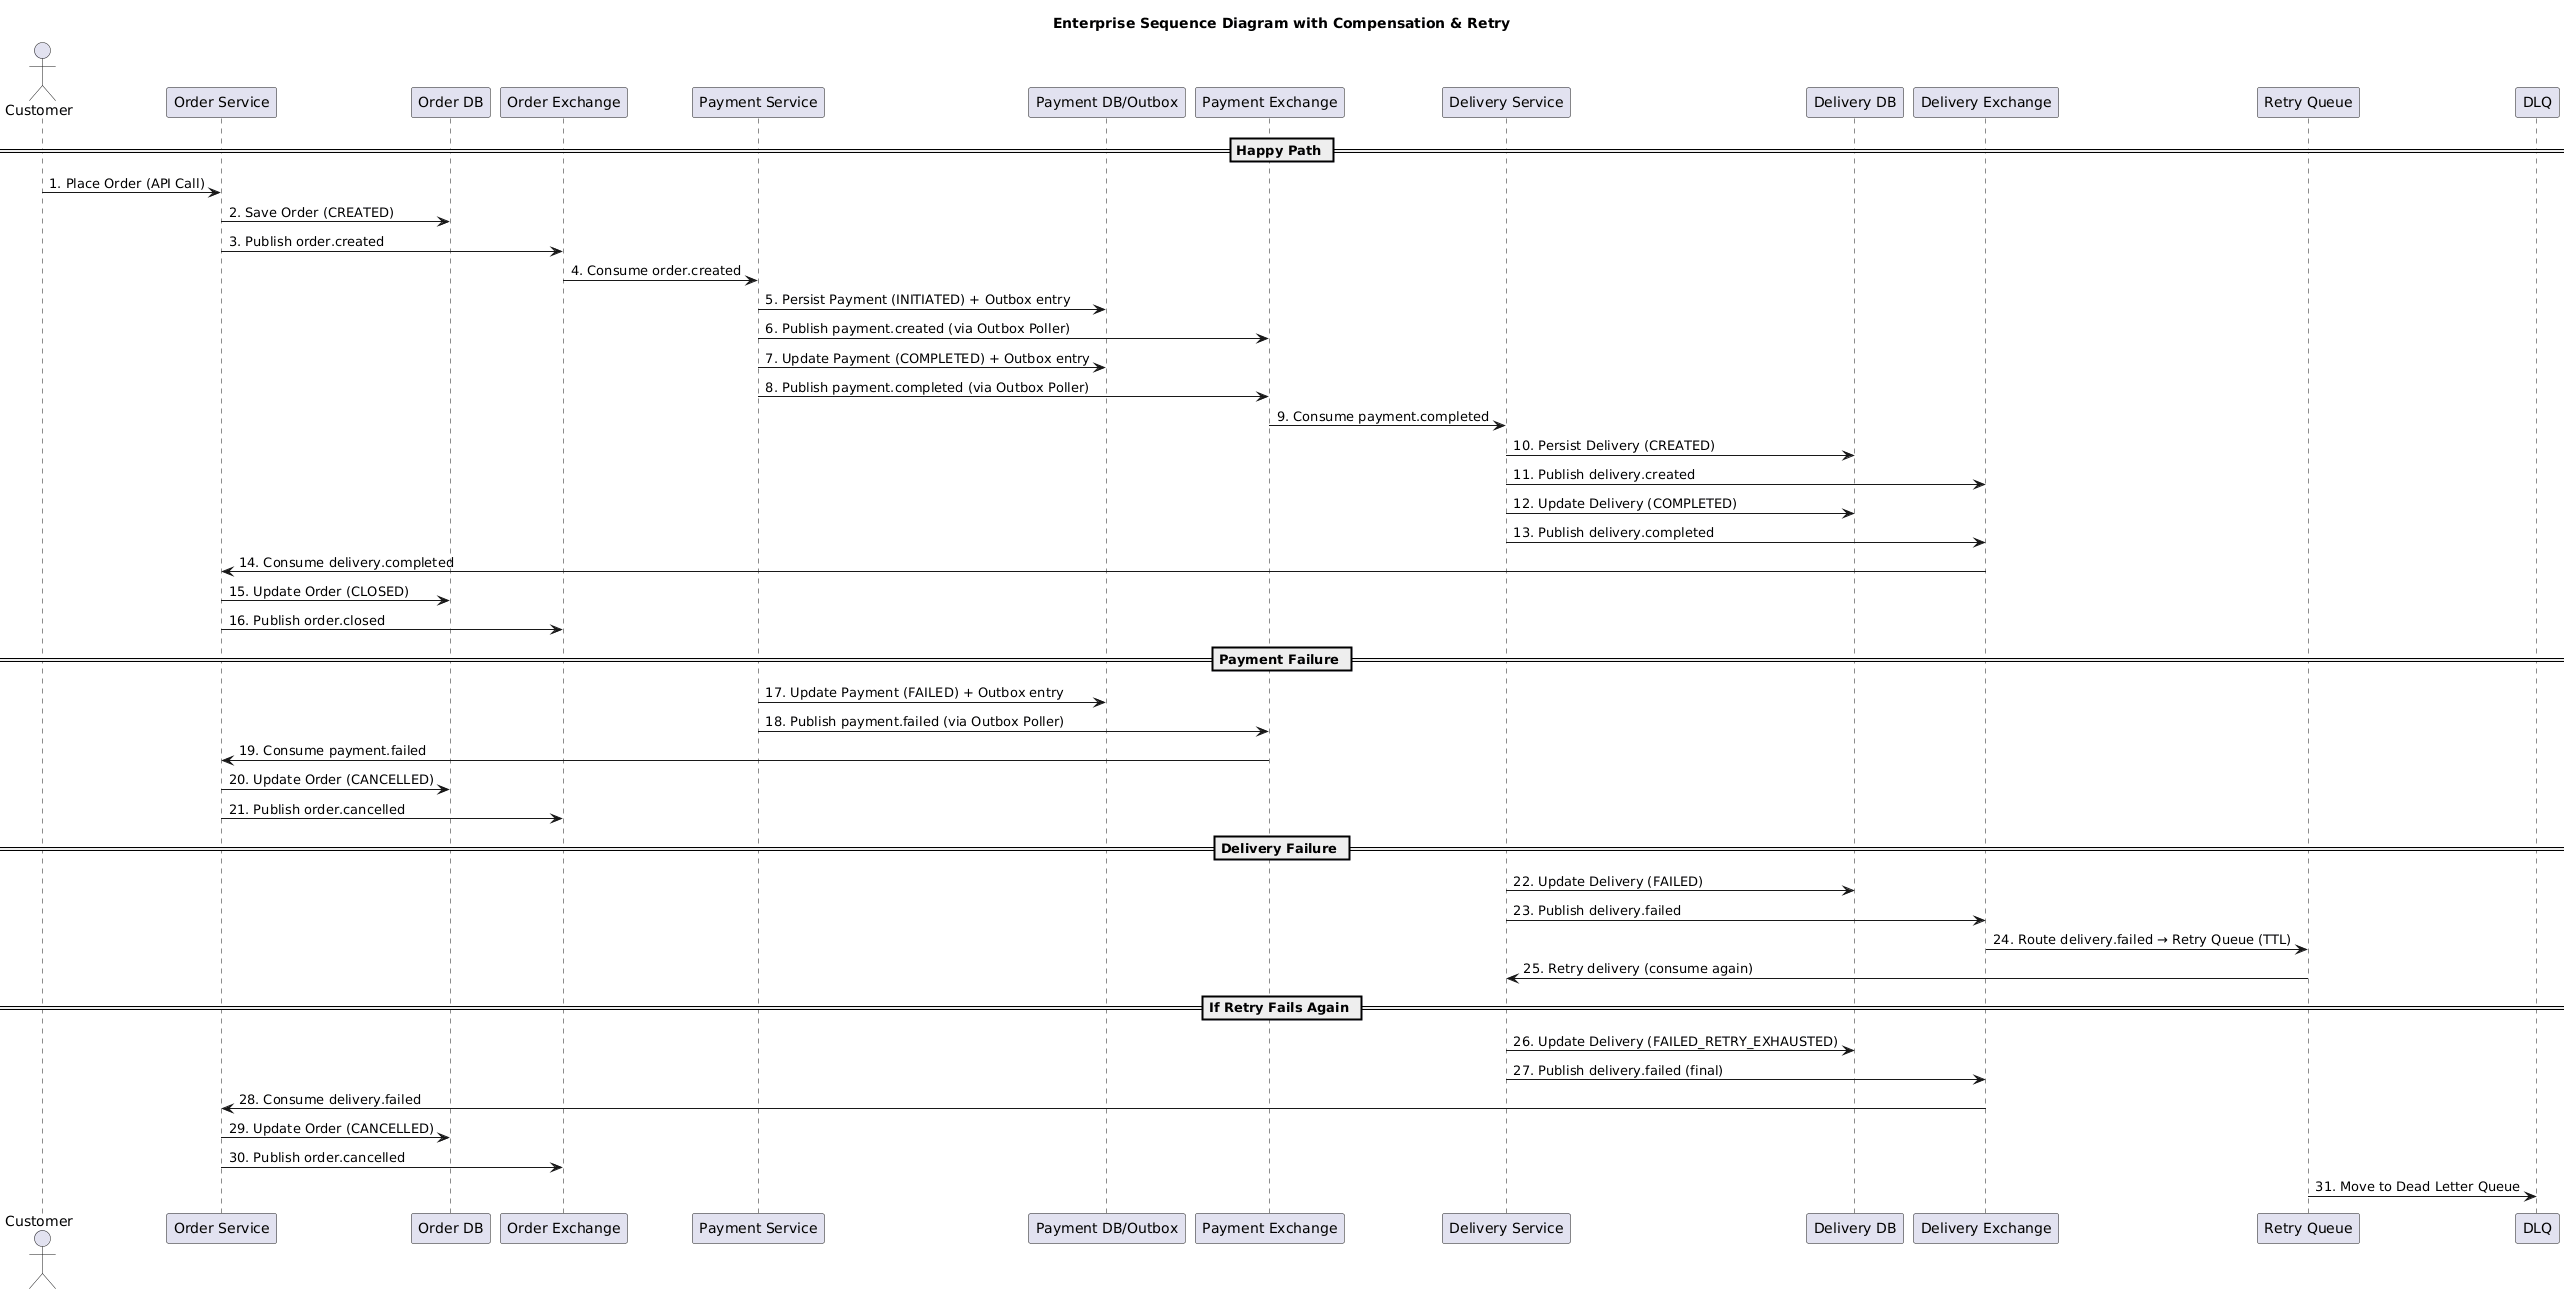 Enterprise Sequence Diagram with Compensation & Retry
Customer
Order Service
Order DB
Order Exchange
Payment Service
Payment DB/Outbox
Payment Exchange
Delivery Service
Delivery DB
Delivery Exchange
Retry Queue
DLQ
Happy Path
1. Place Order (API Call)
2. Save Order (CREATED)
3. Publish order.created
4. Consume order.created
5. Persist Payment (INITIATED) + Outbox entry
6. Publish payment.created (via Outbox Poller)
7. Update Payment (COMPLETED) + Outbox entry
8. Publish payment.completed (via Outbox Poller)
9. Consume payment.completed
10. Persist Delivery (CREATED)
11. Publish delivery.created
12. Update Delivery (COMPLETED)
13. Publish delivery.completed
14. Consume delivery.completed
15. Update Order (CLOSED)
16. Publish order.closed
Payment Failure
17. Update Payment (FAILED) + Outbox entry
18. Publish payment.failed (via Outbox Poller)
19. Consume payment.failed
20. Update Order (CANCELLED)
21. Publish order.cancelled
Delivery Failure
22. Update Delivery (FAILED)
23. Publish delivery.failed
24. Route delivery.failed → Retry Queue (TTL)
25. Retry delivery (consume again)
If Retry Fails Again
26. Update Delivery (FAILED_RETRY_EXHAUSTED)
27. Publish delivery.failed (final)
28. Consume delivery.failed
29. Update Order (CANCELLED)
30. Publish order.cancelled
31. Move to Dead Letter Queue
Customer
Order Service
Order DB
Order Exchange
Payment Service
Payment DB/Outbox
Payment Exchange
Delivery Service
Delivery DB
Delivery Exchange
Retry Queue
DLQ